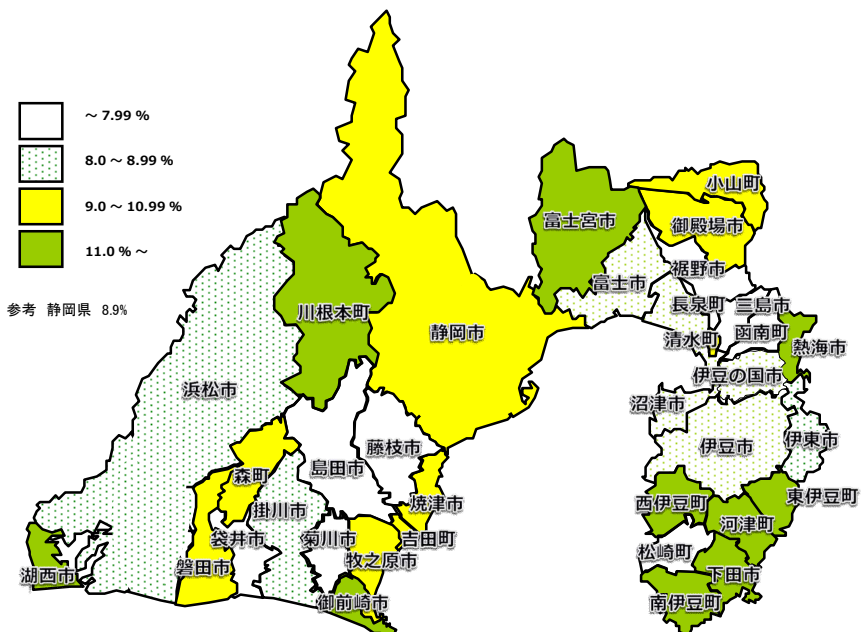 ～ 7.99 %
8.0 ～ 8.99 %
9.0 ～ 10.99 %
11.0 % ～
参考 静岡県 8.9%
小山町
富士宮市
御殿場市
裾野市
富士市
長泉町
三島市
川根本町
静岡市
函南町
清水町
熱海市
伊豆の国市
浜松市
沼津市
藤枝市
伊豆市
伊東市
島田市
森町
東伊豆町
焼津市
西伊豆町
掛川市
河津町
袋井市
菊川市
吉田町
松崎町
牧之原市
磐田市
湖西市
下田市
御前崎市
南伊豆町